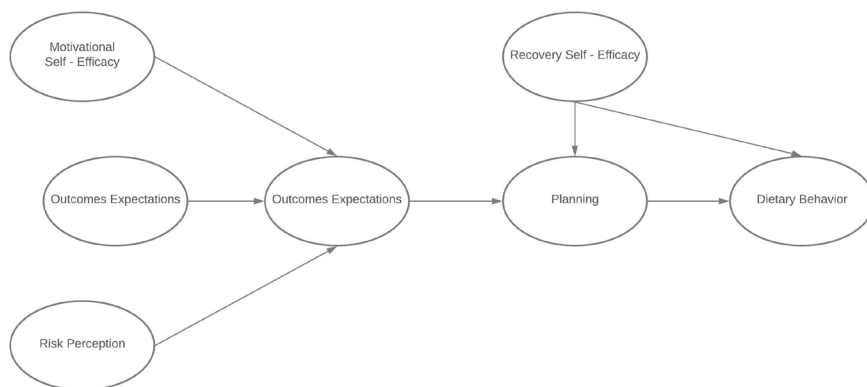 Motivational
Self - Efficacy
Recovery Self - Efficacy
Outcomes Expectations
Outcomes Expectations
Planning
Dietary Behavior
Risk Perception